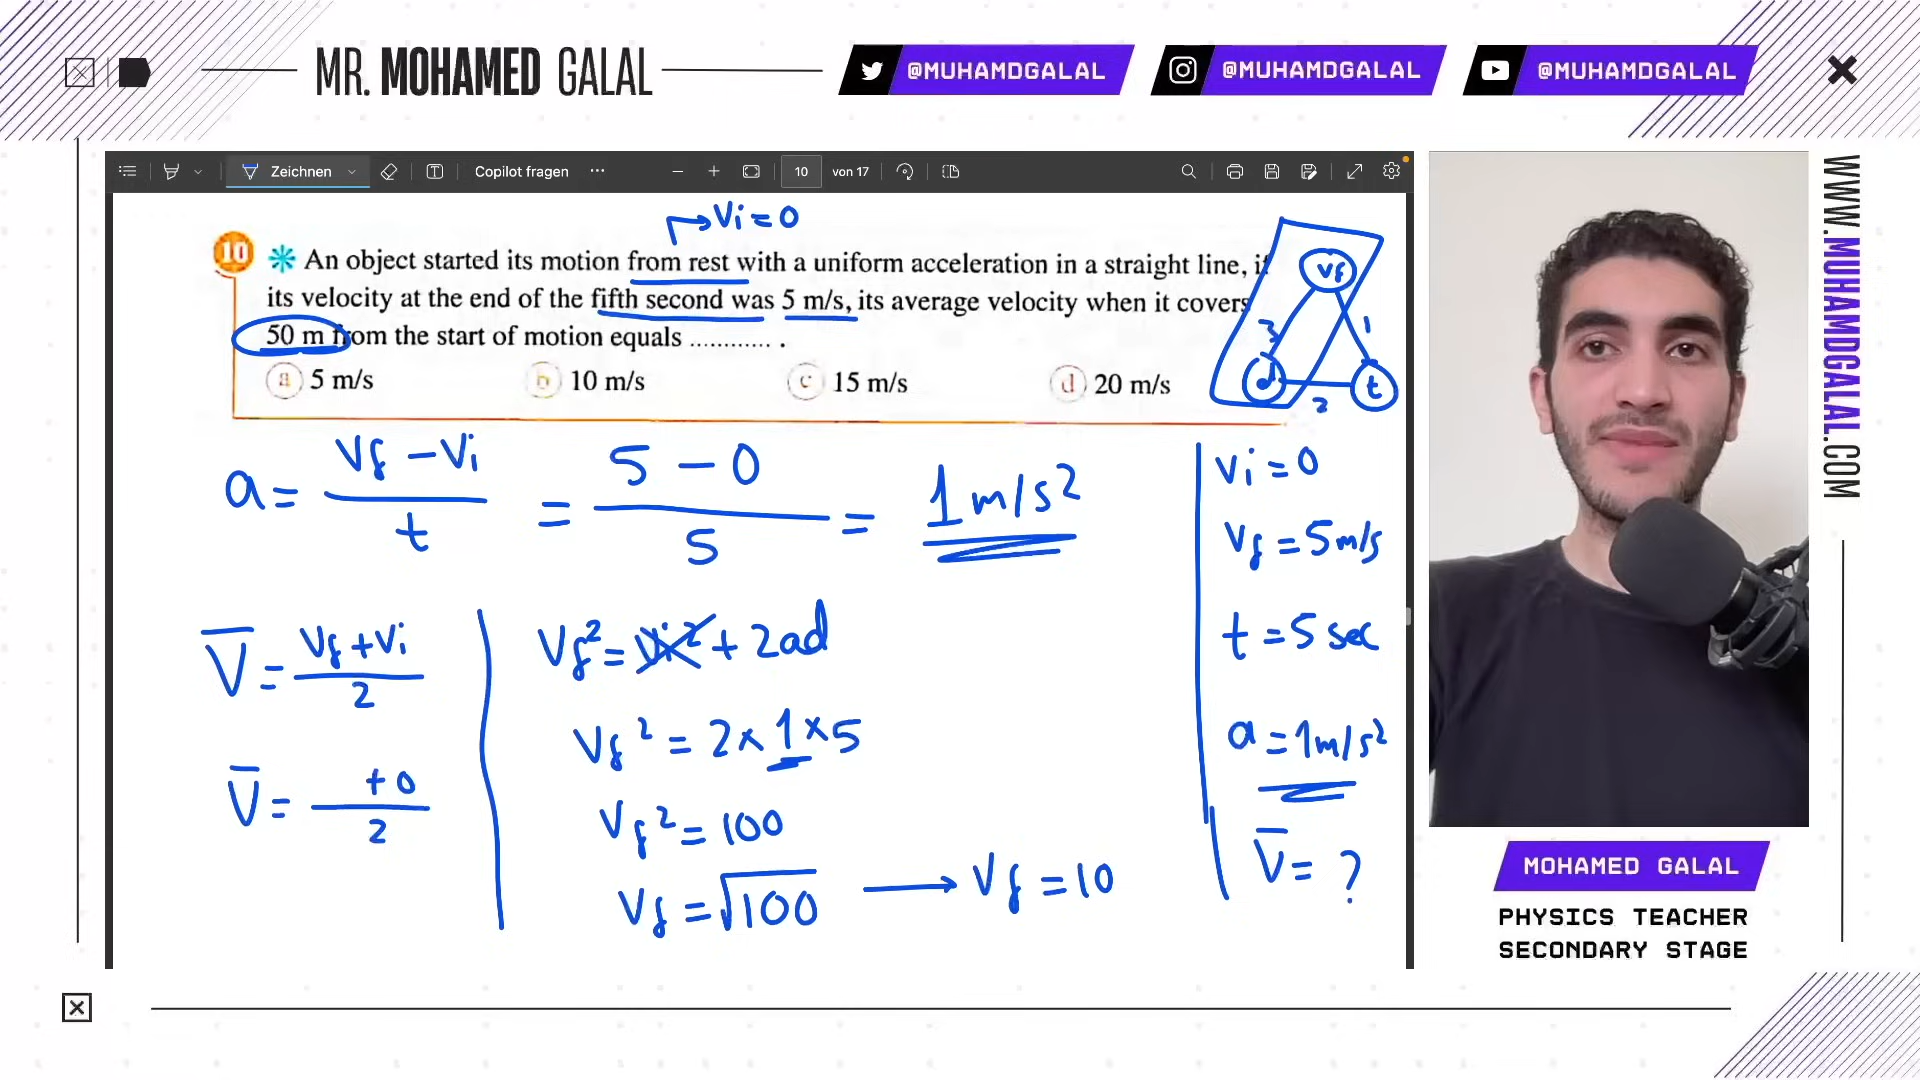 MR. MOHAMED GALAL
@MUHAMDGALAL
@MUHAMDGALAL
@MUHAMDGALAL
Zeichnen
Copilot fragen
10 von 17
Vi = 0
10 An object started its motion from rest with a uniform acceleration in a straight line, if
its velocity at the end of the fifth second was 5 m/s, its average velocity when it covers
50 m from the start of motion equals ............ .
a 5 m/s
b 10 m/s
c 15 m/s
d 20 m/s
Vf
3
1
d
t
2
a = Vf - Vi / t = 5 - 0 / 5 = 1 m/s²
V̅ = Vf + Vi / 2
V̅ = + 0 / 2
Vf² = Vi² + 2ad
Vf² = 2 × 1 × 5
Vf² = 100
Vf = √100 → Vf = 10
Vi = 0
Vf = 5 m/s
t = 5 sec
a = 1 m/s²
V̅ = ?
WWW.MUHAMDGALAL.COM
MOHAMED GALAL
PHYSICS TEACHER
SECONDARY STAGE